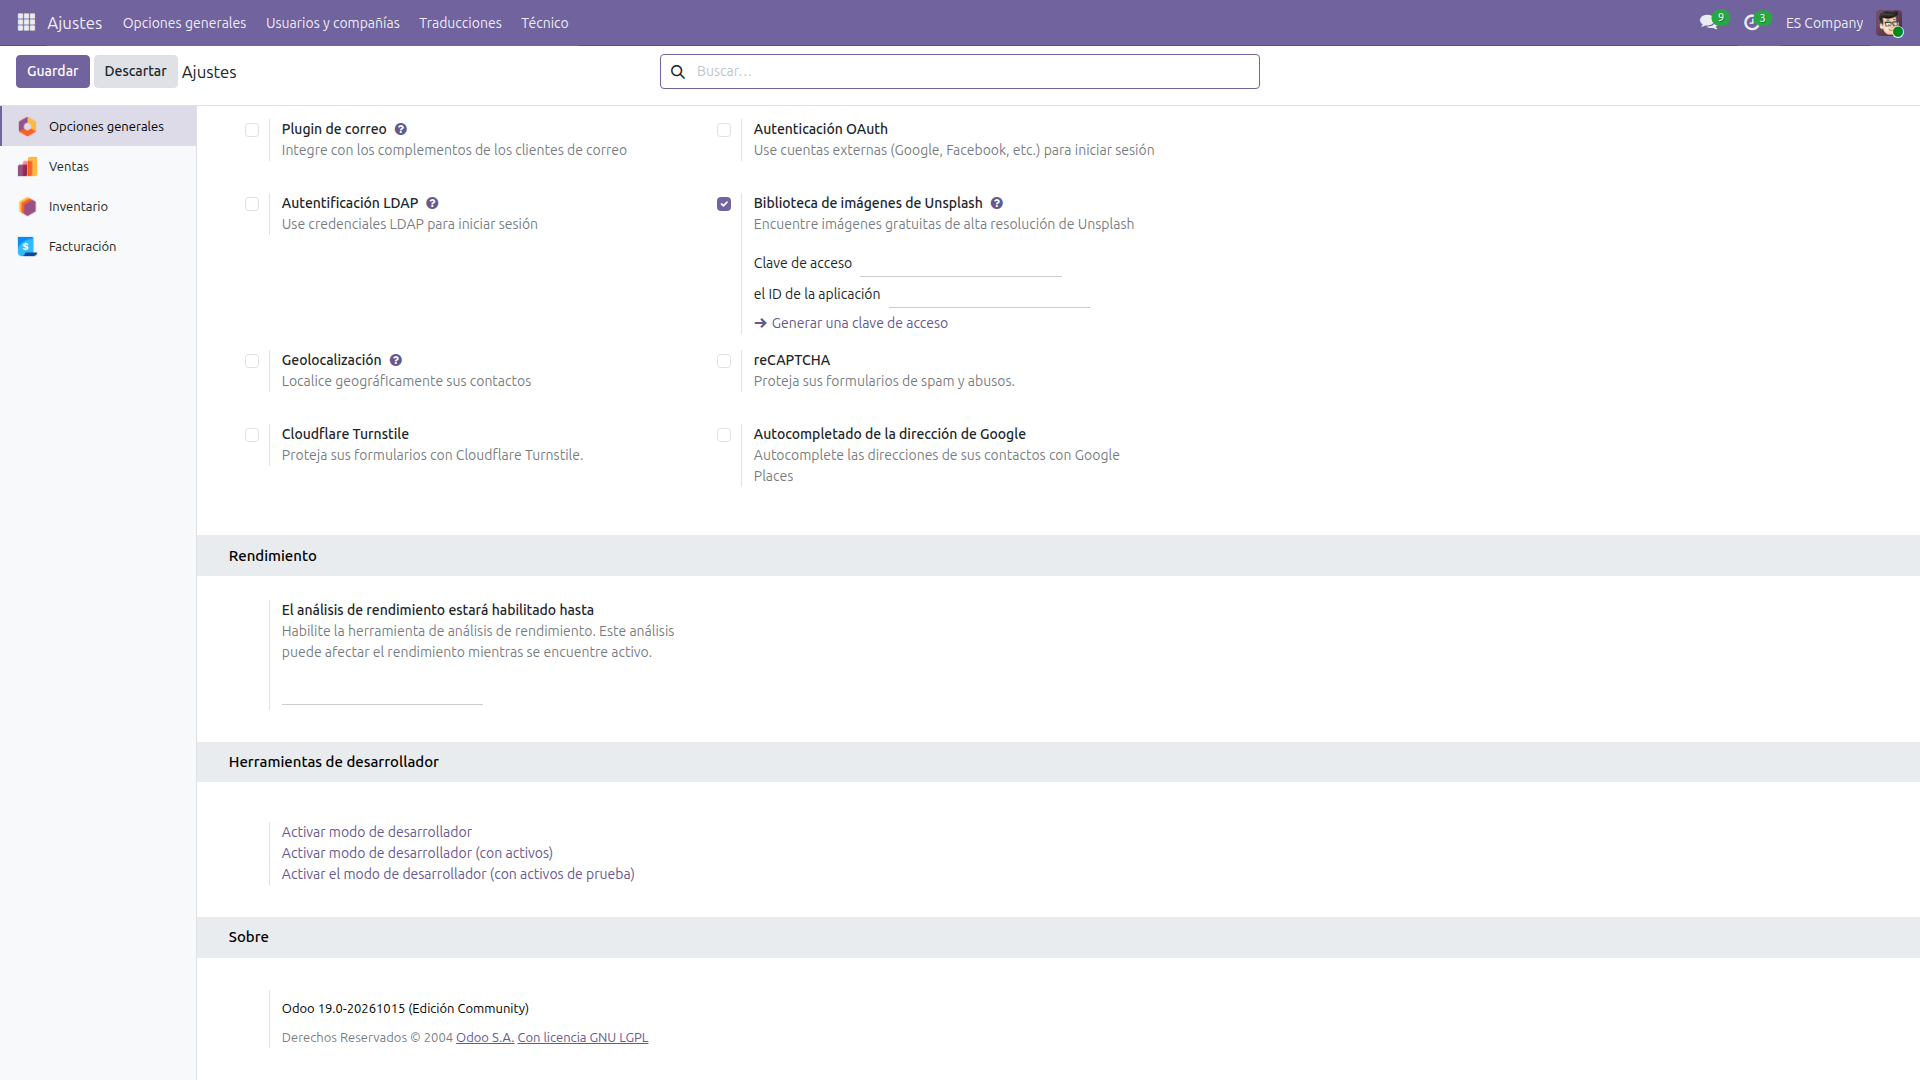 Ajustes Opciones generales Usuarios y compañías Traducciones Técnico 9 3 ES Company
Guardar Descartar Ajustes Buscar...
Opciones generales
Ventas
Inventario
Facturación
Plugin de correo
Integre con los complementos de los clientes de correo
Autenticación OAuth
Use cuentas externas (Google, Facebook, etc.) para iniciar sesión
Autentificación LDAP
Use credenciales LDAP para iniciar sesión
Biblioteca de imágenes de Unsplash
Encuentre imágenes gratuitas de alta resolución de Unsplash
Clave de acceso
el ID de la aplicación
Generar una clave de acceso
Geolocalización
Localice geográficamente sus contactos
reCAPTCHA
Proteja sus formularios de spam y abusos.
Cloudflare Turnstile
Proteja sus formularios con Cloudflare Turnstile.
Autocompletado de la dirección de Google
Autocomplete las direcciones de sus contactos con Google
Places
Rendimiento
El análisis de rendimiento estará habilitado hasta
Habilite la herramienta de análisis de rendimiento. Este análisis
puede afectar el rendimiento mientras se encuentre activo.
Herramientas de desarrollador
Activar modo de desarrollador
Activar modo de desarrollador (con activos)
Activar el modo de desarrollador (con activos de prueba)
Sobre
Odoo 19.0-20261015 (Edición Community)
Derechos Reservados © 2004 Odoo S.A. Con licencia GNU LGPL